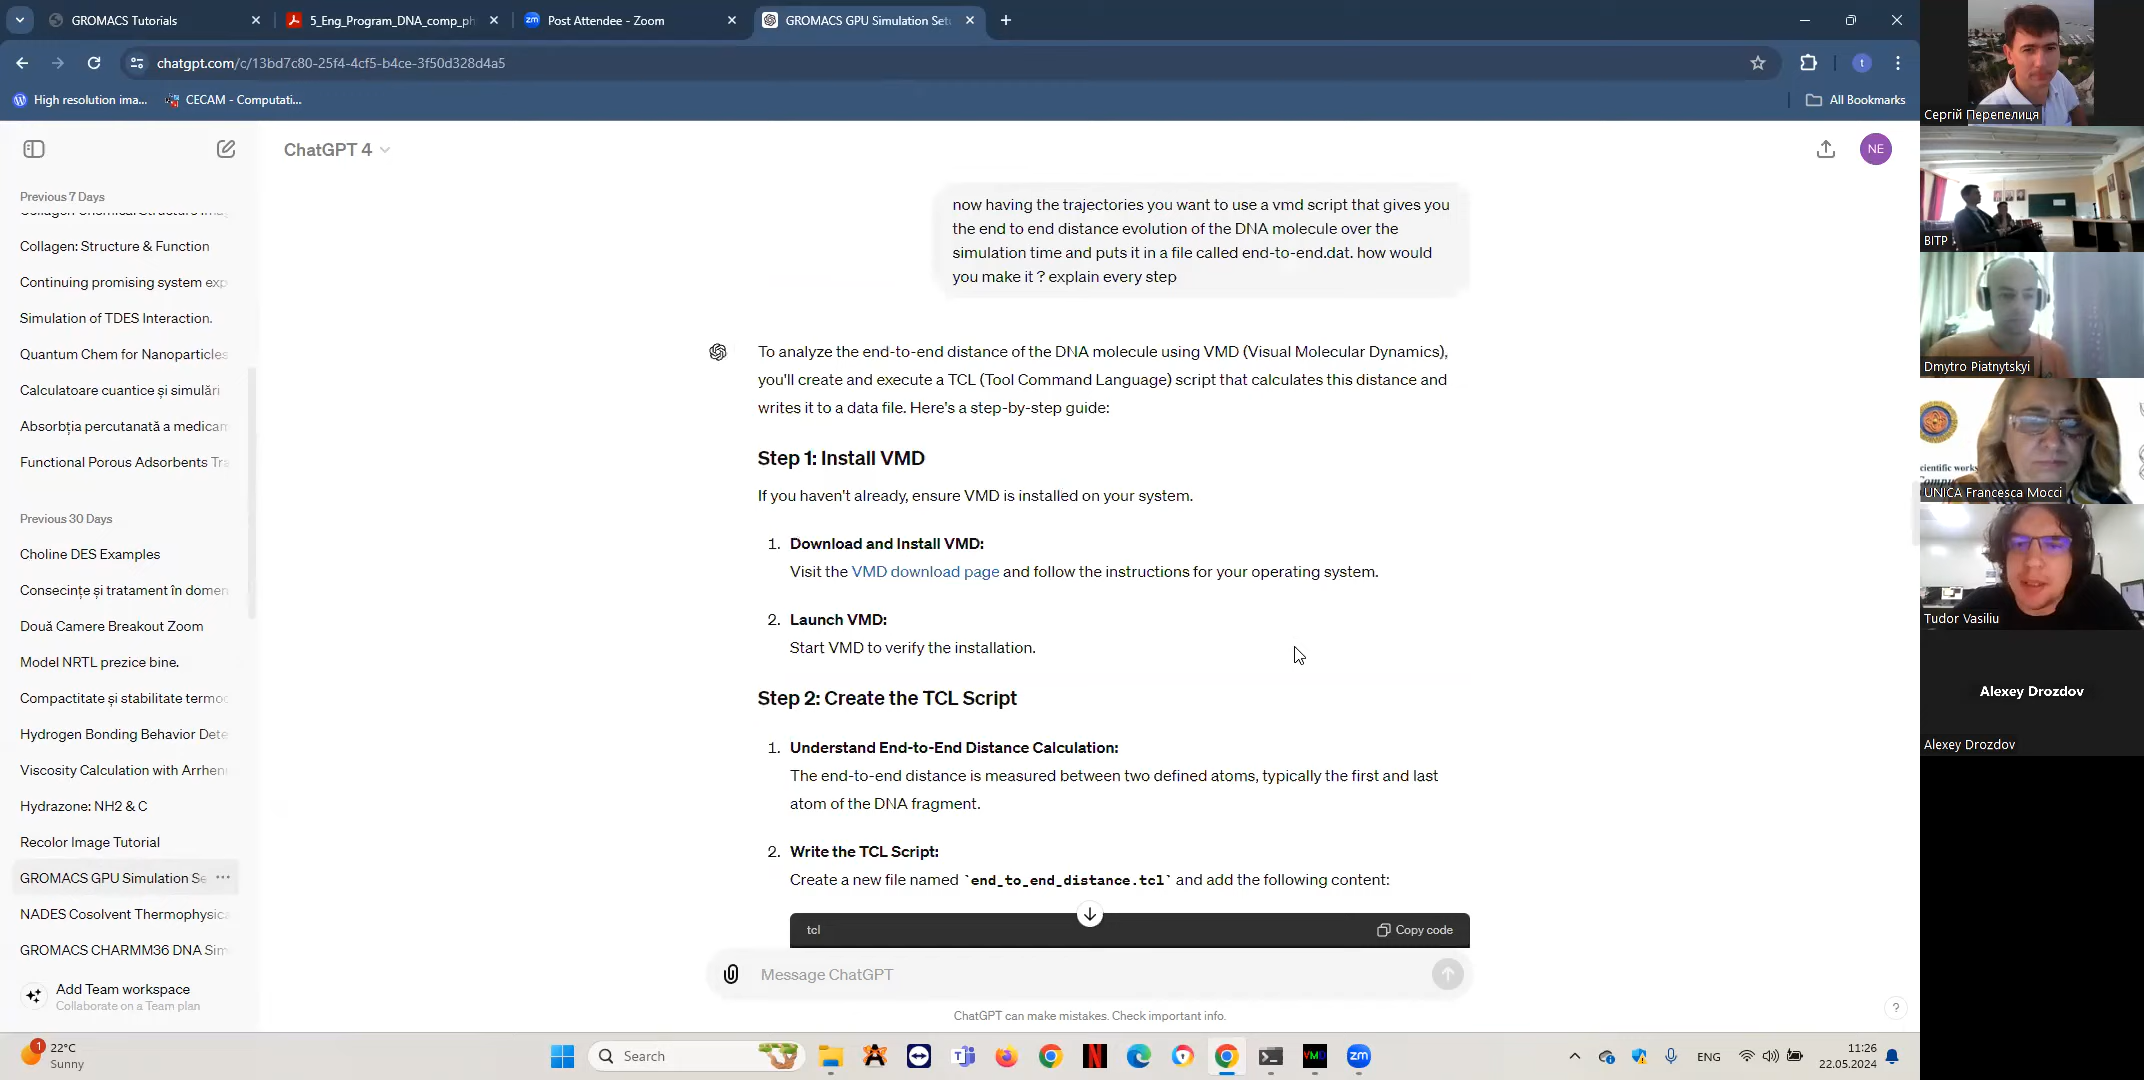 GROMACS Tutorials
5_Eng_Program_DNA_comp_ph
Post Attendee - Zoom
GROMACS GPU Simulation Set
chatgpt.com/c/13bd7c80-25f4-4cf5-b4ce-3f50d328d4a5
t
High resolution ima...
CECAM - Computati...
All Bookmarks
ChatGPT 4
NE
Previous 7 Days
Collagen: Structure & Function
Continuing promising system exp
Simulation of TDES Interaction.
Quantum Chem for Nanoparticles
Calculatoare cuantice și simulări
Absorbția percutanată a medicam
Functional Porous Adsorbents Tra
Previous 30 Days
Choline DES Examples
Consecințe și tratament în domen
Două Camere Breakout Zoom
Model NRTL prezice bine.
Compactitate și stabilitate termod
Hydrogen Bonding Behavior Dete
Viscosity Calculation with Arrheni
Hydrazone: NH2 & C
Recolor Image Tutorial
GROMACS GPU Simulation Se ...
NADES Cosolvent Thermophysica
GROMACS CHARMM36 DNA Sim
Add Team workspace
Collaborate on a Team plan
now having the trajectories you want to use a vmd script that gives you
the end to end distance evolution of the DNA molecule over the
simulation time and puts it in a file called end-to-end.dat. how would
you make it ? explain every step
To analyze the end-to-end distance of the DNA molecule using VMD (Visual Molecular Dynamics),
you'll create and execute a TCL (Tool Command Language) script that calculates this distance and
writes it to a data file. Here's a step-by-step guide:
Step 1: Install VMD
If you haven't already, ensure VMD is installed on your system.
1. Download and Install VMD:
Visit the VMD download page and follow the instructions for your operating system.
2. Launch VMD:
Start VMD to verify the installation.
Step 2: Create the TCL Script
1. Understand End-to-End Distance Calculation:
The end-to-end distance is measured between two defined atoms, typically the first and last
atom of the DNA fragment.
2. Write the TCL Script:
Create a new file named `end_to_end_distance.tcl` and add the following content:
tcl
Copy code
Message ChatGPT
ChatGPT can make mistakes. Check important info.
?
Сергій Перепелиця
BITP
Dmytro Piatnytskyi
scientific works
UNICA Francesca Mocci
Tudor Vasiliu
Alexey Drozdov
Alexey Drozdov
1
22°C
Sunny
Search
VMD
zm
ENG
11:26
22.05.2024